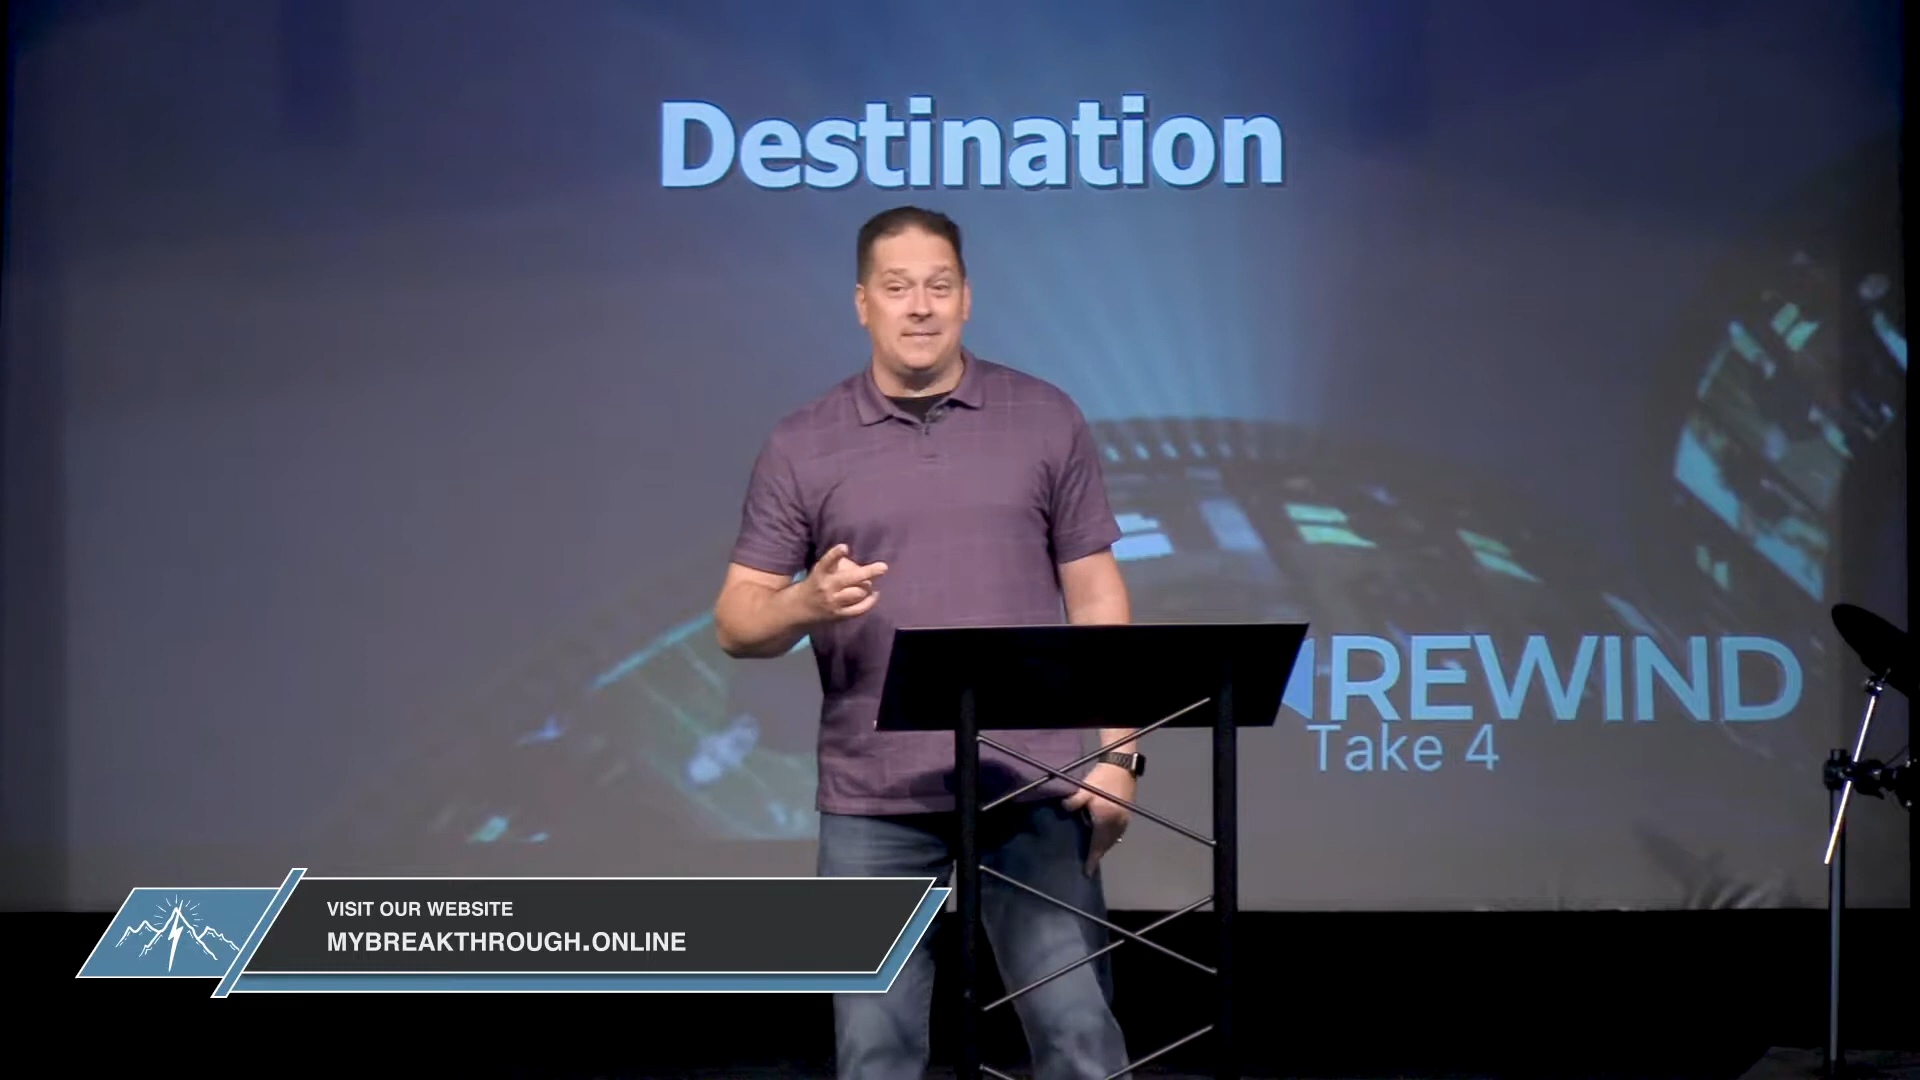 Destination
REWIND
Take 4
VISIT OUR WEBSITE
MYBREAKTHROUGH.ONLINE